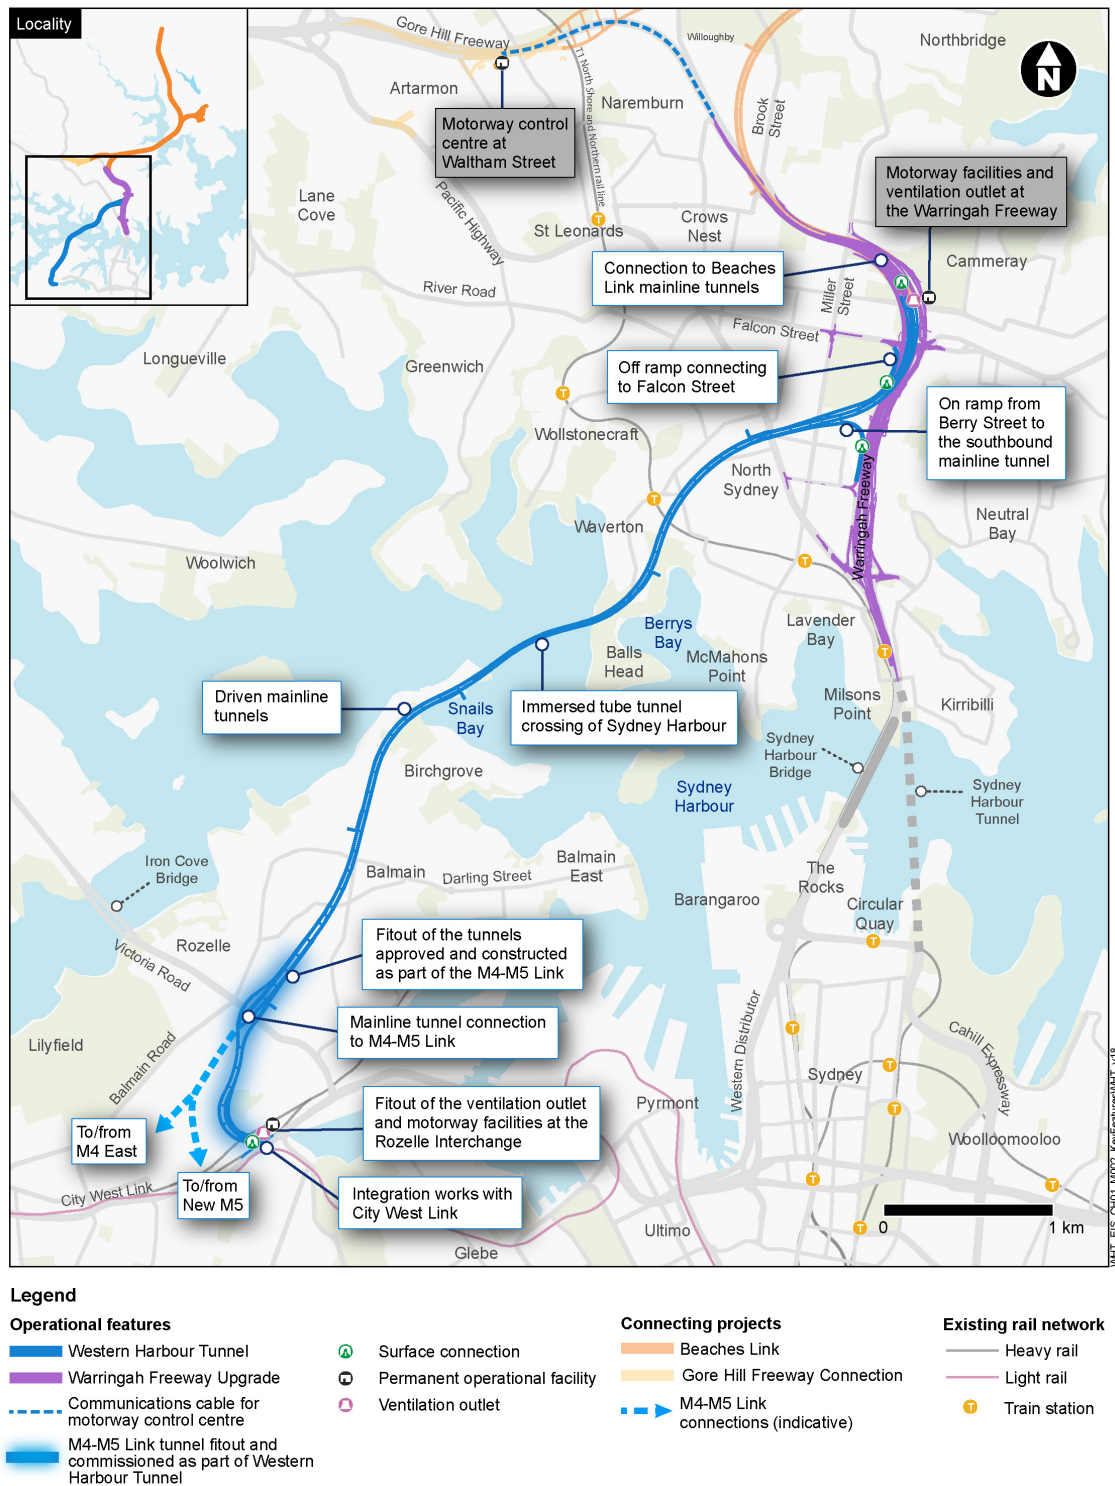 Locality
Gore Hill Freeway
Willoughby
Northbridge
Artarmon
Naremburn
Brook
Street
T1 North Shore and Northern rail line
Motorway control
centre at
Waltham Street
Motorway facilities and
ventilation outlet at
the Warringah Freeway
Lane
Cove
Pacific Highway
St Leonards
Crows
Nest
Cammeray
Connection to Beaches
Link mainline tunnels
River Road
Miller
Street
Falcon Street
Longueville
Greenwich
Off ramp connecting
to Falcon Street
On ramp from
Berry Street to
the southbound
mainline tunnel
Wollstonecraft
North
Sydney
Warringah Freeway
Neutral
Bay
Waverton
Woolwich
Berrys
Bay
Lavender
Bay
Balls
Head
McMahons
Point
Driven mainline
tunnels
Snails
Bay
Immersed tube tunnel
crossing of Sydney Harbour
Milsons
Point
Kirribilli
Sydney
Harbour
Bridge
Birchgrove
Sydney
Harbour
Sydney
Harbour
Tunnel
Iron Cove
Bridge
Balmain
Darling Street
Balmain
East
The
Rocks
Barangaroo
Circular
Quay
Victoria Road
Rozelle
Fitout of the tunnels
approved and constructed
as part of the M4-M5 Link
Mainline tunnel connection
to M4-M5 Link
Lilyfield
Balmain Road
Western Distributor
Cahill Expressway
Sydney
Pyrmont
Fitout of the ventilation outlet
and motorway facilities at the
Rozelle Interchange
To/from
M4 East
Woolloomooloo
To/from
New M5
City West Link
Integration works with
City West Link
Ultimo
Glebe
0
1 km
N
Legend
Operational features
Western Harbour Tunnel
Warringah Freeway Upgrade
Communications cable for
motorway control centre
M4-M5 Link tunnel fitout and
commissioned as part of Western
Harbour Tunnel
Surface connection
Permanent operational facility
Ventilation outlet
Connecting projects
Beaches Link
Gore Hill Freeway Connection
M4-M5 Link
connections (indicative)
Existing rail network
Heavy rail
Light rail
Train station